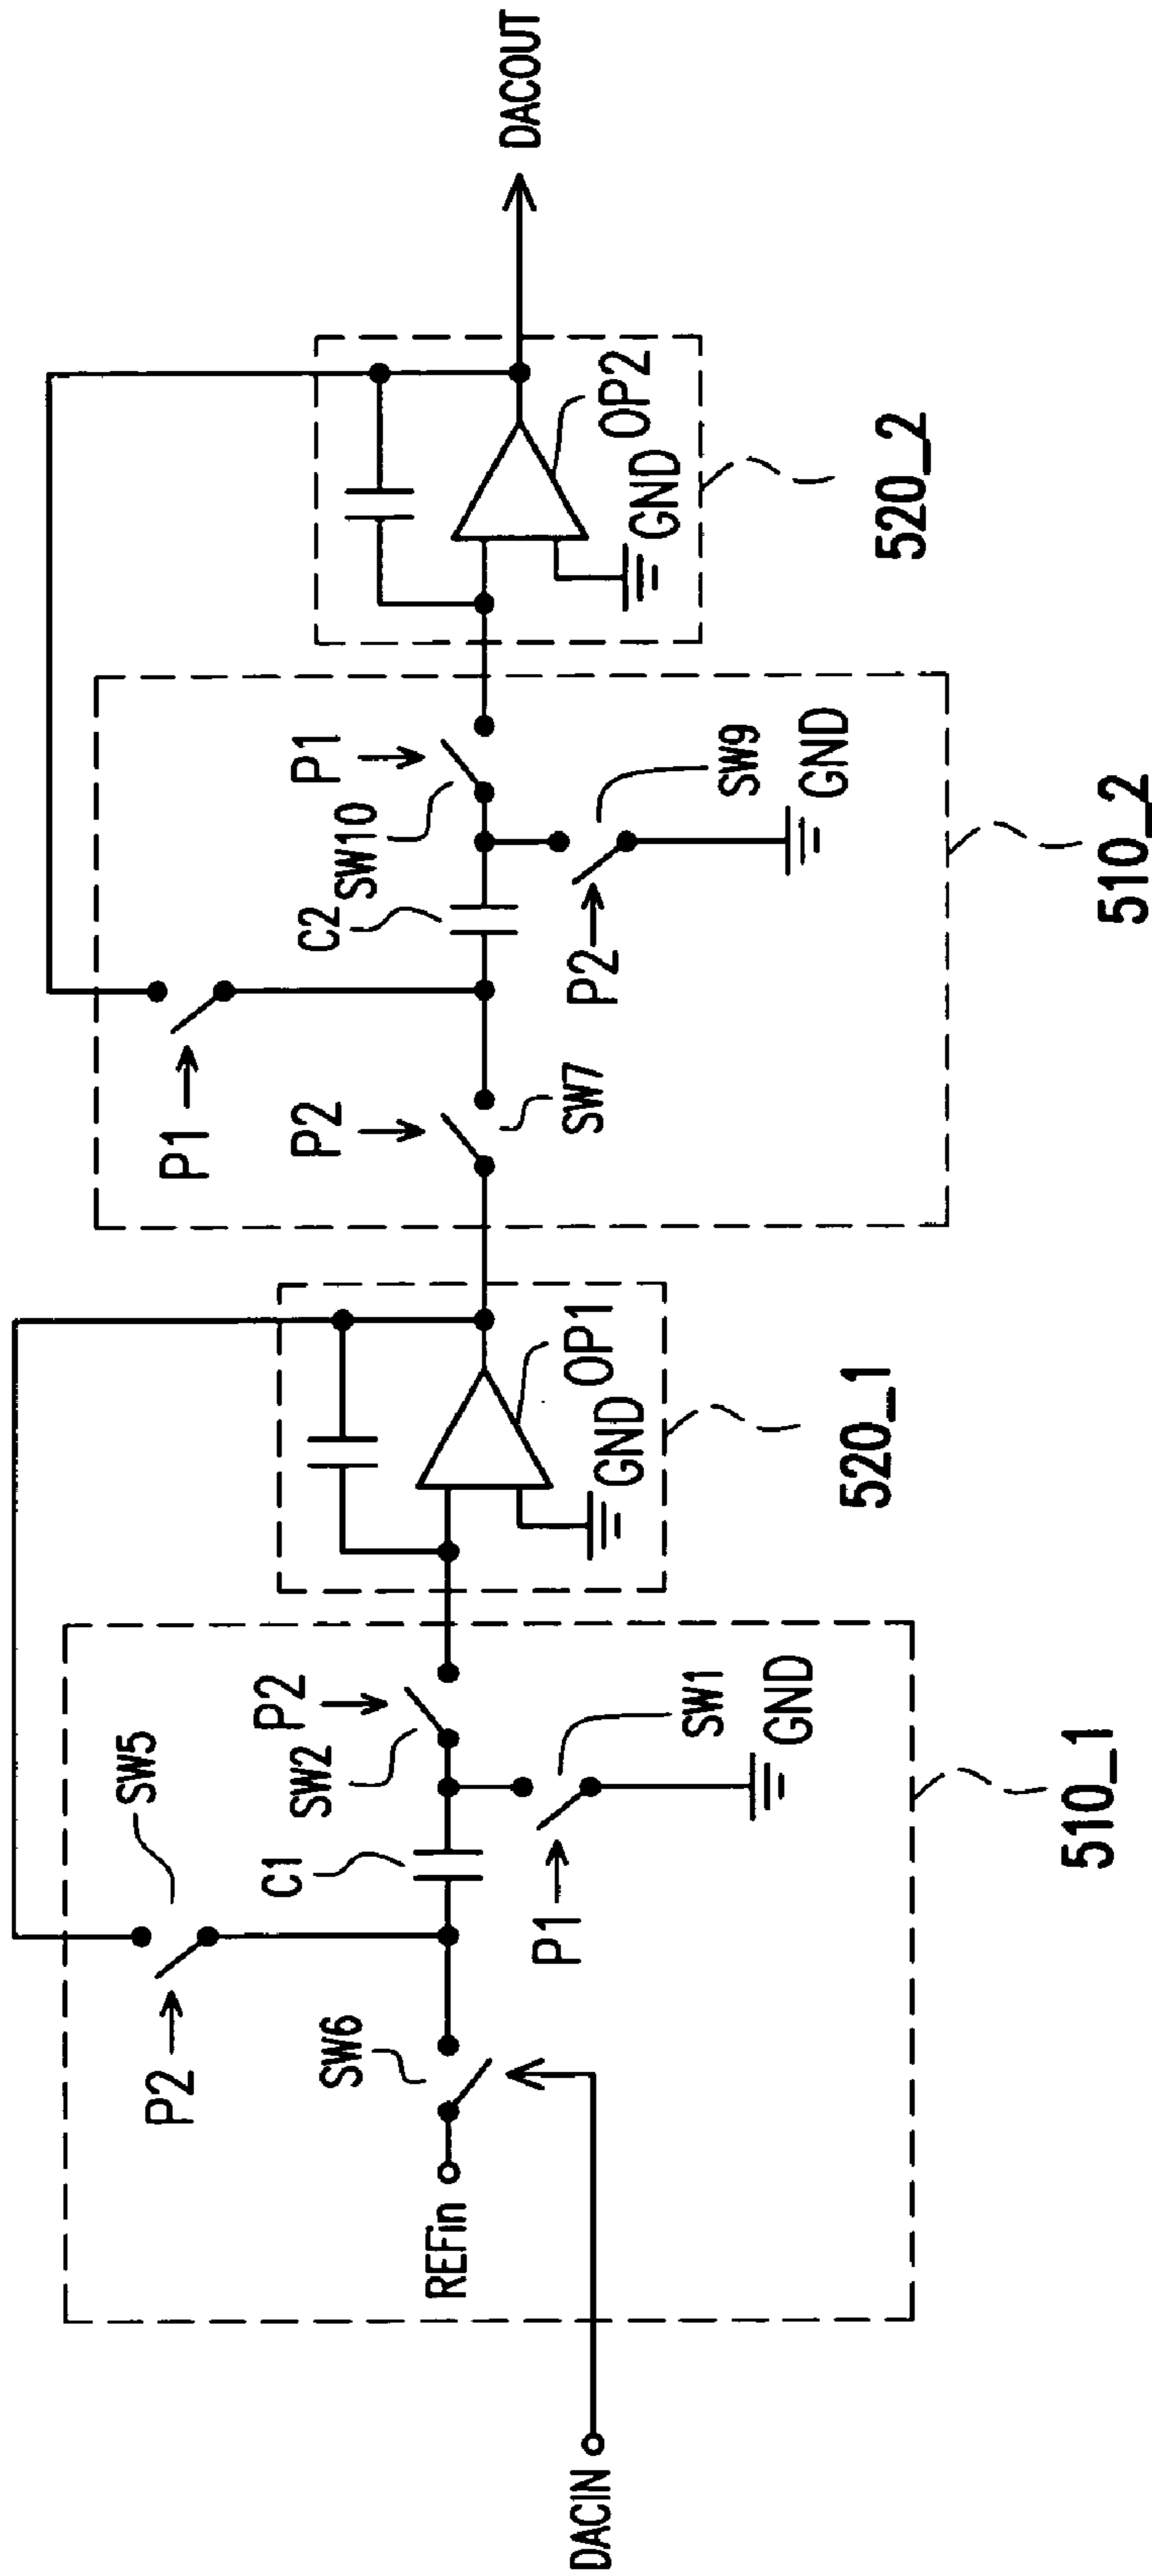 DACIN
REFin
SW6
P2
SW5
C1
P1
SW2
P2
SW1
GND
510_1
OP1
GND
520_1
P2
SW7
P1
C2
P2
SW10
P1
SW9
GND
510_2
OP2
GND
520_2
DACOUT